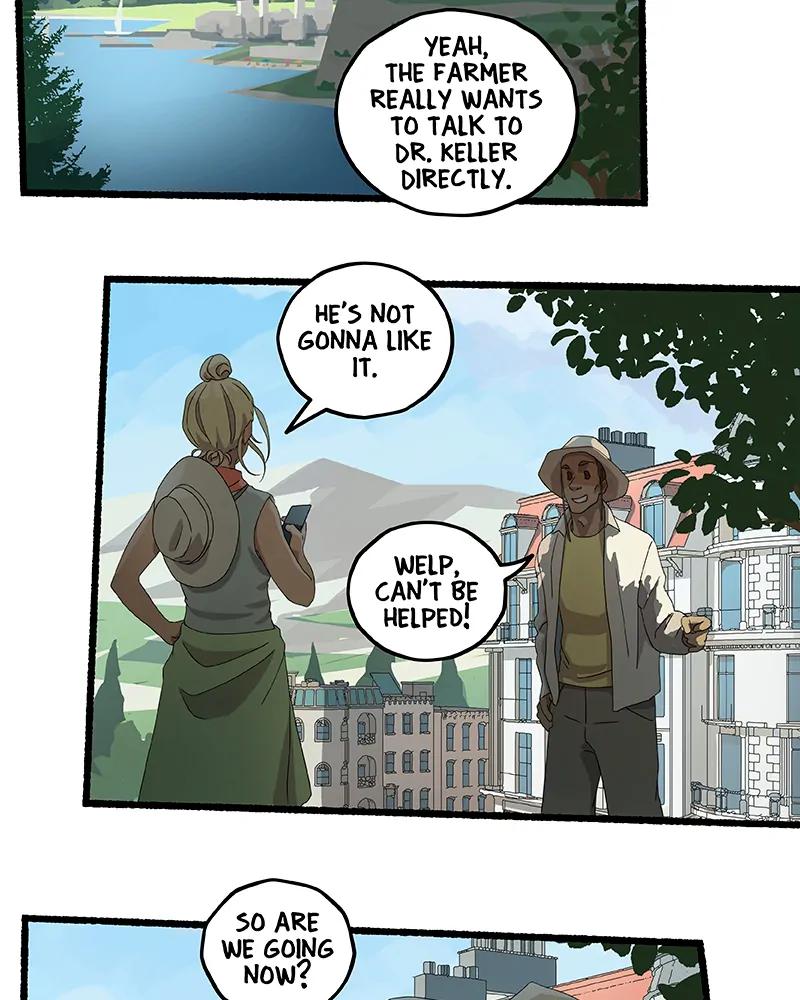 YEAH,
THE FARMER
REALLY WANTS
TO TALK TO
DR. KELLER
DIRECTLY.
HE'S NOT
GONNA LIKE
IT.
WELP,
CAN'T BE
HELPED!
SO ARE
WE GOING
NOW?